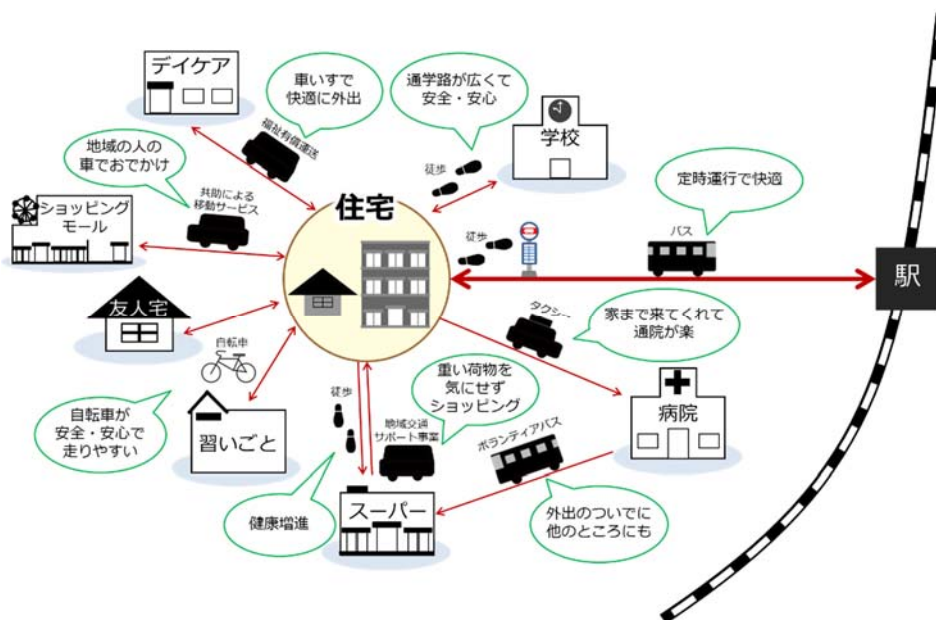 デイケア
車いすで
快適に外出
福祉有償運送
通学路が広くて
安全・安心
学校
徒歩
地域の人の
車でおでかけ
共助による
移動サービス
ショッピング
モール
住宅
徒歩
定時運行で快適
バス
駅
友人宅
自転車
自転車が
安全・安心で
走りやすい
習いごと
タクシー
家まで来てくれて
通院が楽
病院
重い荷物を
気にせず
ショッピング
徒歩
地域交通
サポート事業
ボランティアバス
健康増進
スーパー
外出のついでに
他のところにも